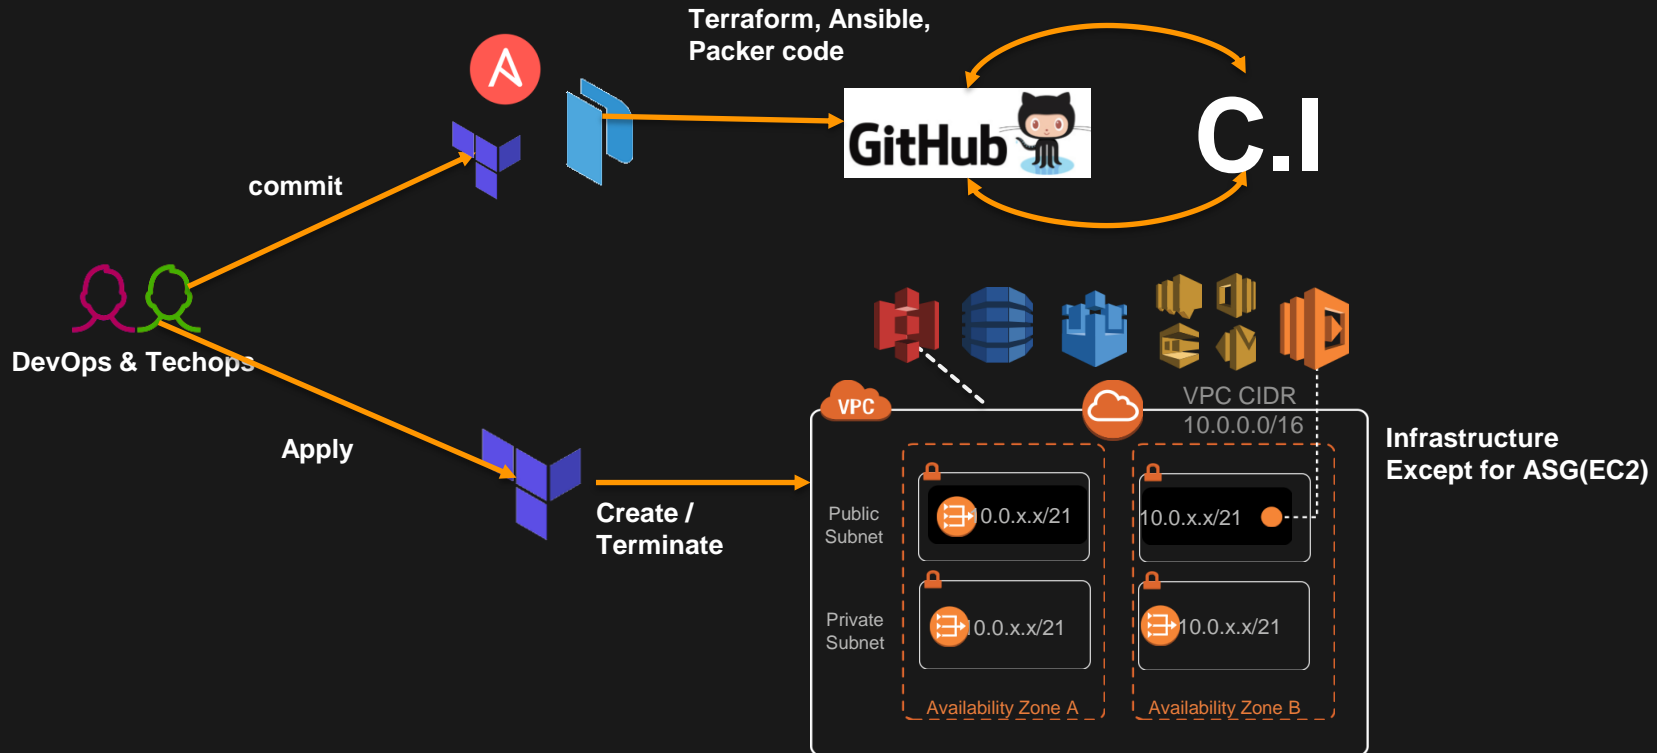 Terraform, Ansible,
Packer code
GitHub
C.I
commit
DevOps & Techops
Apply
Create /
Terminate
VPC
VPC CIDR
10.0.0.0/16
Infrastructure
Except for ASG(EC2)
Public
Subnet
10.0.x.x/21
10.0.x.x/21
Private
Subnet
10.0.x.x/21
10.0.x.x/21
Availability Zone A
Availability Zone B